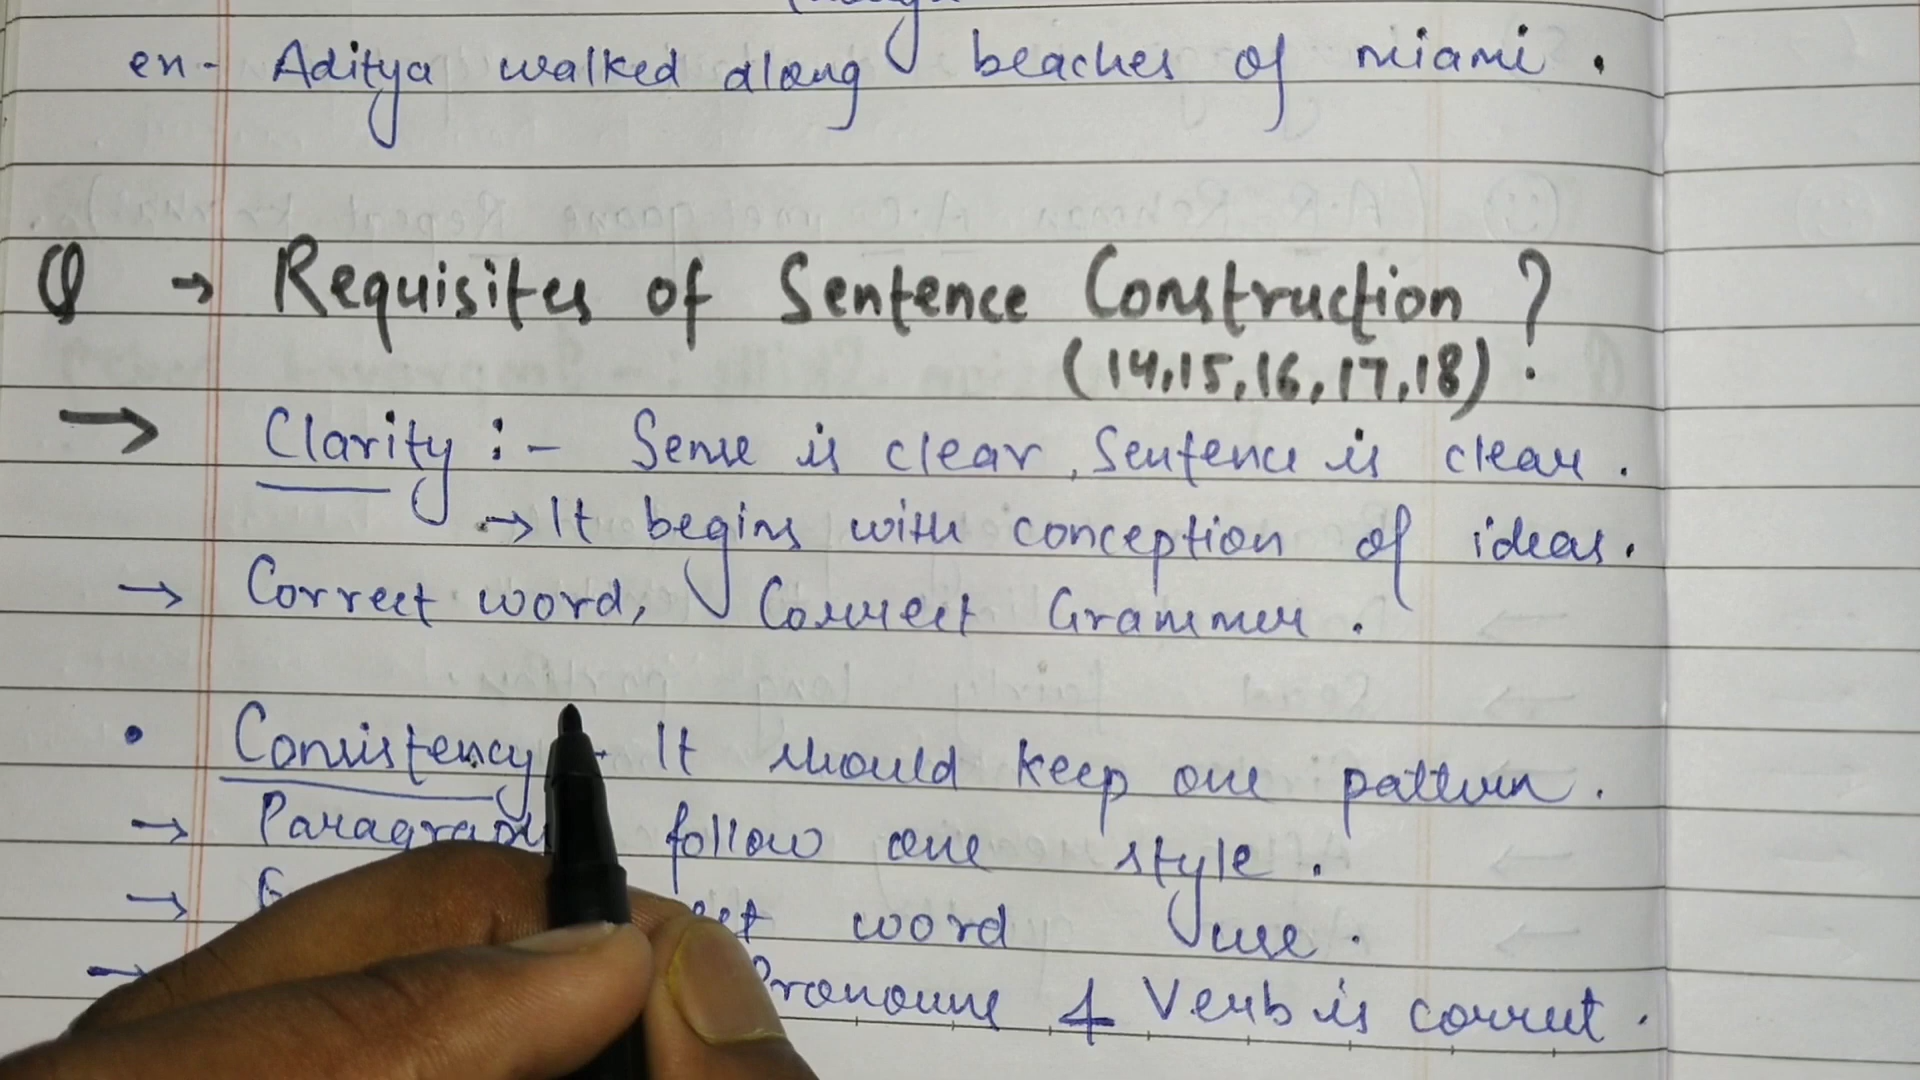 en- Aditya walked along beaches of miami .
Q → Requisites of Sentence Construction ?
(14,15,16,17,18) .
→ Clarity :- Sense is clear, Sentence is clear .
→ It begins with conception of ideas.
→ Correct word, Correct Grammer .
• Consistency - It should keep one pattern .
→ Paragraph follow one style .
→ word use .
→ Pronoune & Verb is correct .